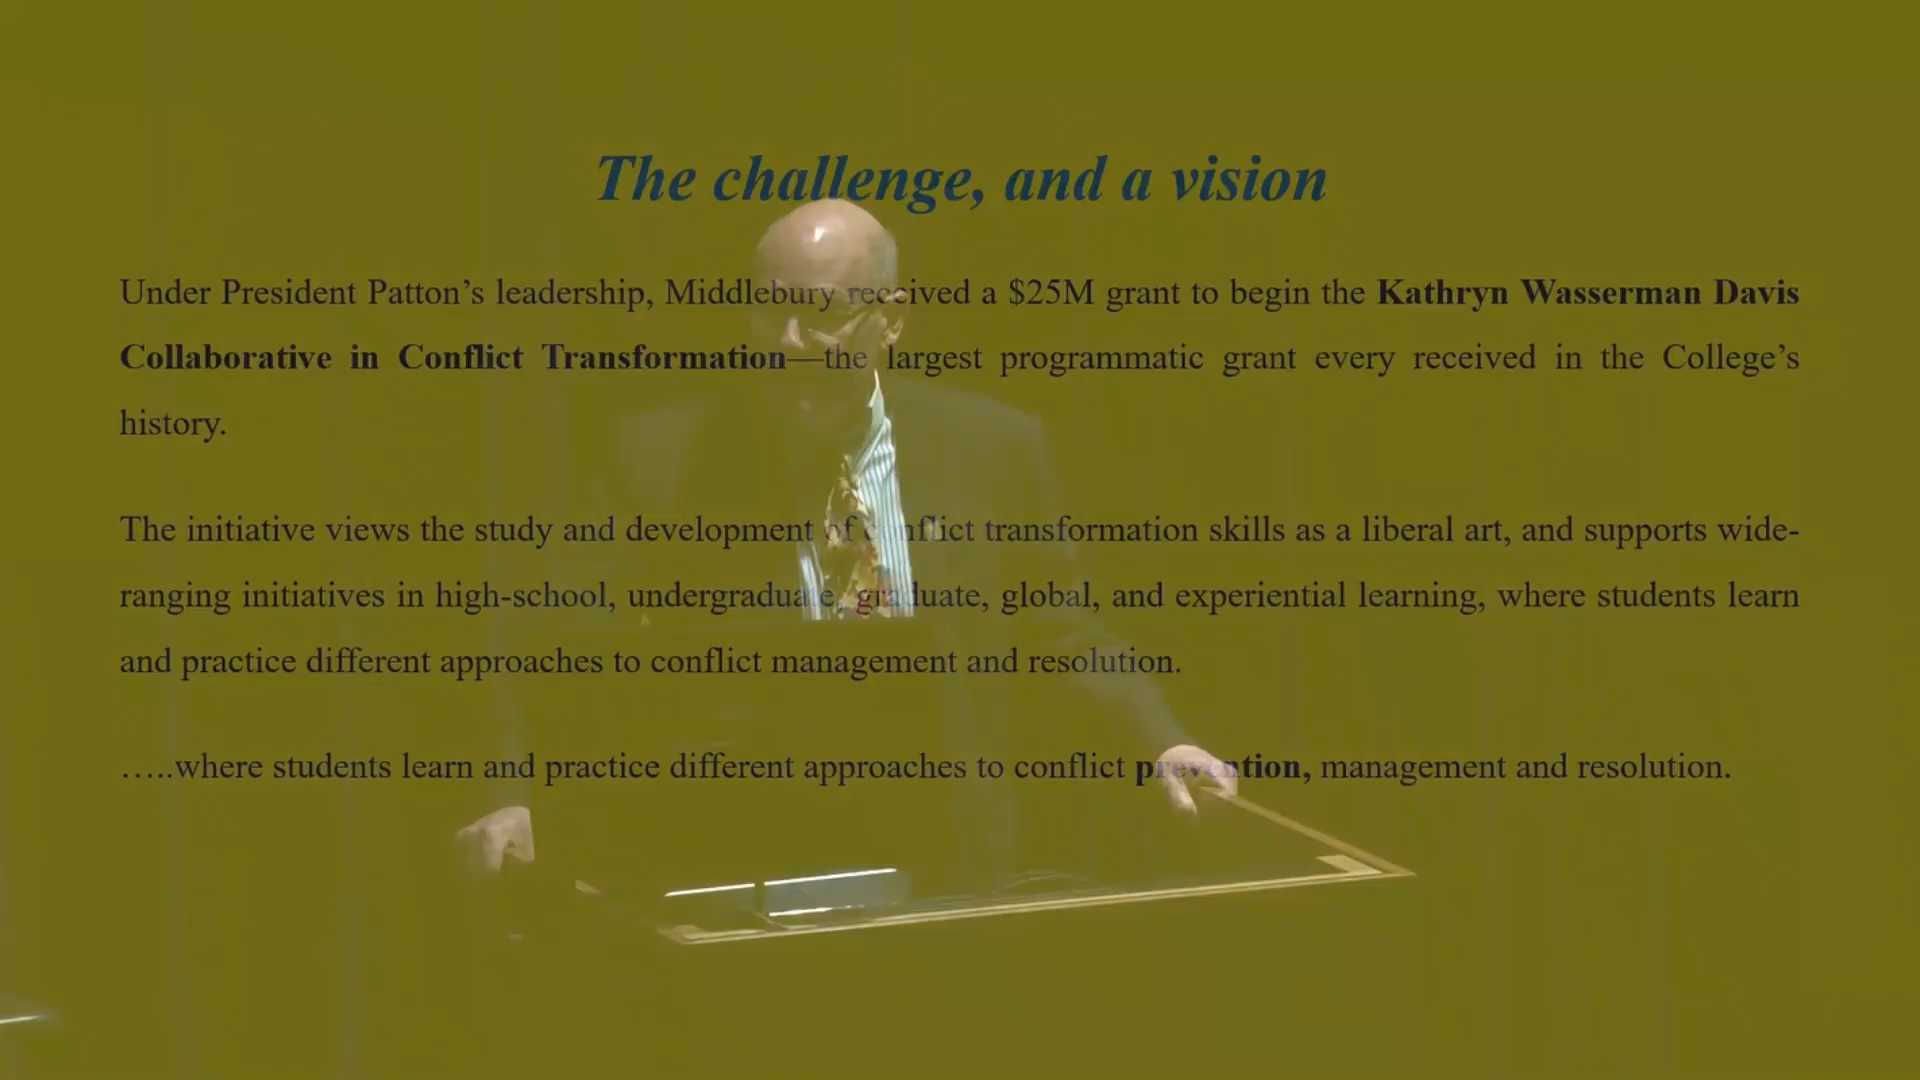 The challenge, and a vision
Under President Patton’s leadership, Middlebury received a $25M grant to begin the Kathryn Wasserman Davis
Collaborative in Conflict Transformation—the largest programmatic grant every received in the College’s
history.
The initiative views the study and development of conflict transformation skills as a liberal art, and supports wide-
ranging initiatives in high-school, undergraduate, graduate, global, and experiential learning, where students learn
and practice different approaches to conflict management and resolution.
…..where students learn and practice different approaches to conflict prevention, management and resolution.